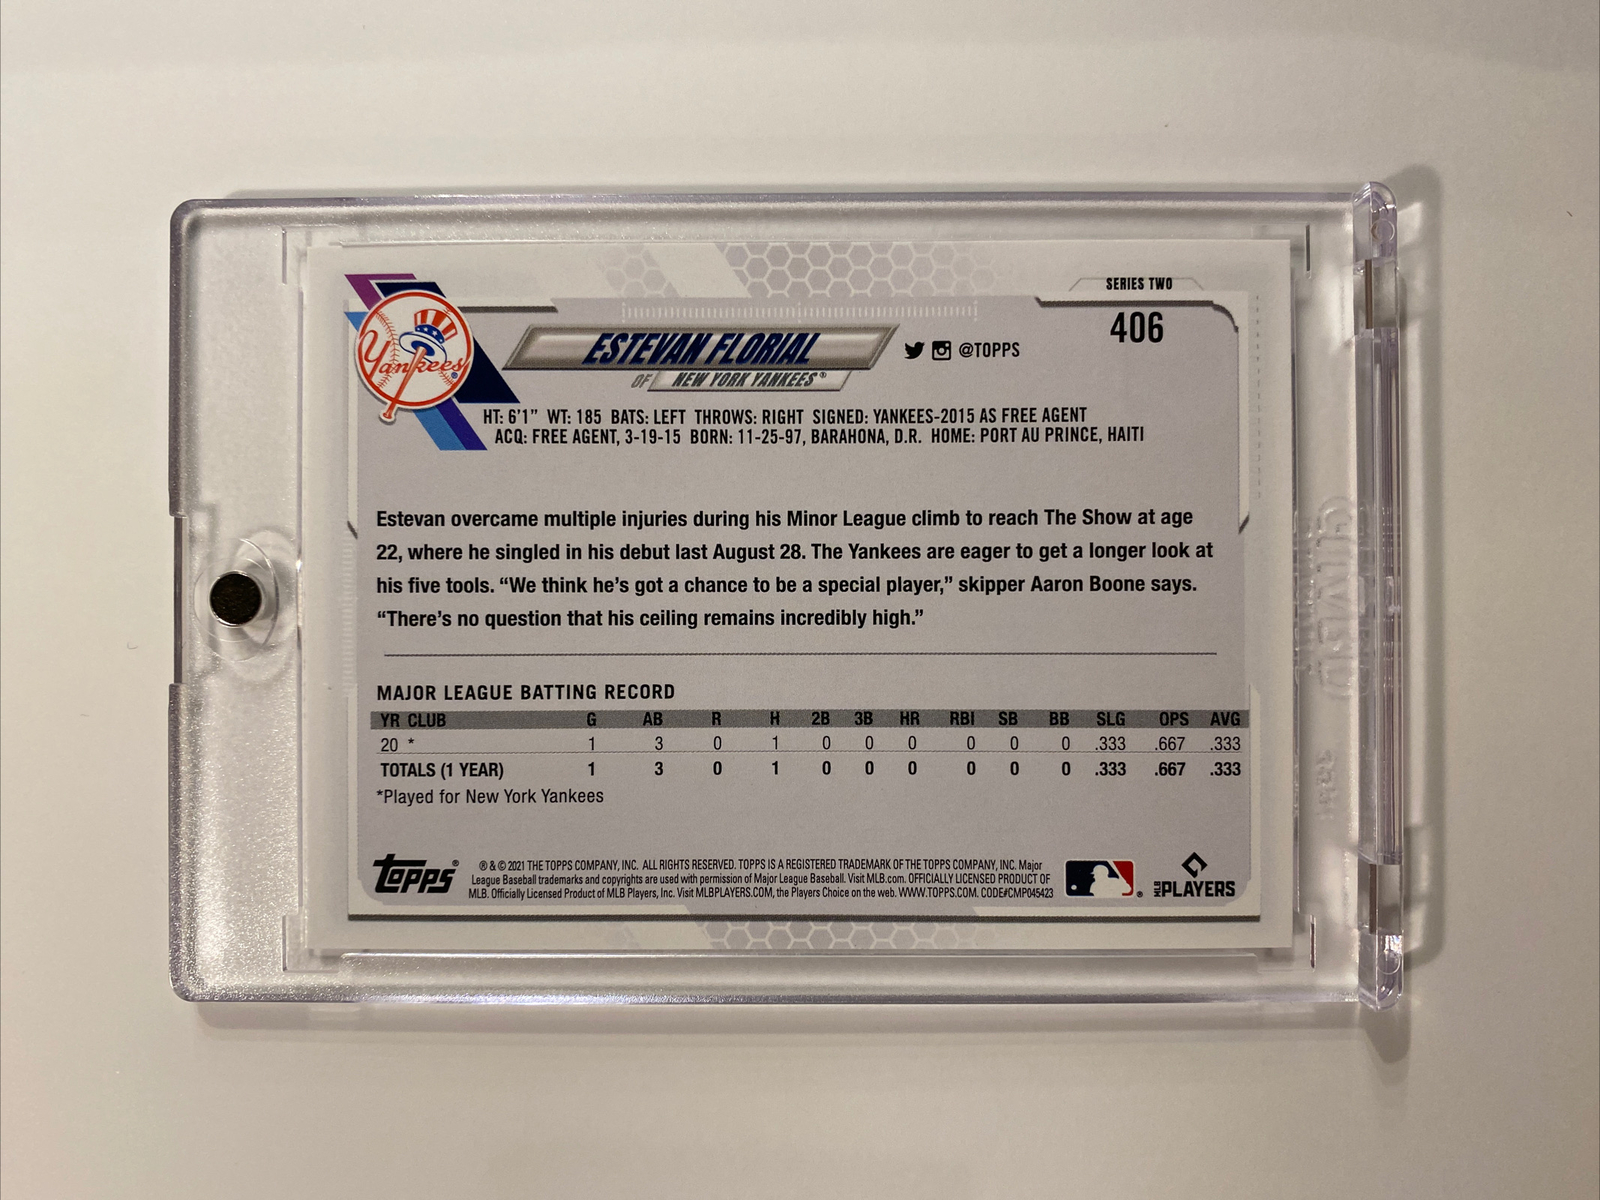 SERIES TWO
406
Yankees®
ESTEVAN FLORIAL
@TOPPS
OF NEW YORK YANKEES®
HT: 6'1" WT: 185 BATS: LEFT THROWS: RIGHT SIGNED: YANKEES-2015 AS FREE AGENT
ACQ: FREE AGENT, 3-19-15 BORN: 11-25-97, BARAHONA, D.R. HOME: PORT AU PRINCE, HAITI
Estevan overcame multiple injuries during his Minor League climb to reach The Show at age
22, where he singled in his debut last August 28. The Yankees are eager to get a longer look at
his five tools. “We think he’s got a chance to be a special player,” skipper Aaron Boone says.
“There’s no question that his ceiling remains incredibly high.”
MAJOR LEAGUE BATTING RECORD
YR CLUB G AB R H 2B 3B HR RBI SB BB SLG OPS AVG
20 * 1 3 0 1 0 0 0 0 0 0 .333 .667 .333
TOTALS (1 YEAR) 1 3 0 1 0 0 0 0 0 0 .333 .667 .333
*Played for New York Yankees
topps®
® & © 2021 THE TOPPS COMPANY, INC. ALL RIGHTS RESERVED. TOPPS IS A REGISTERED TRADEMARK OF THE TOPPS COMPANY, INC. Major
League Baseball trademarks and copyrights are used with permission of Major League Baseball. Visit MLB.com. OFFICIALLY LICENSED PRODUCT OF
MLB. Officially Licensed Product of MLB Players, Inc. Visit MLBPLAYERS.COM, the Players Choice on the web. WWW.TOPPS.COM. CODE#CMP045423
MLB PLAYERS